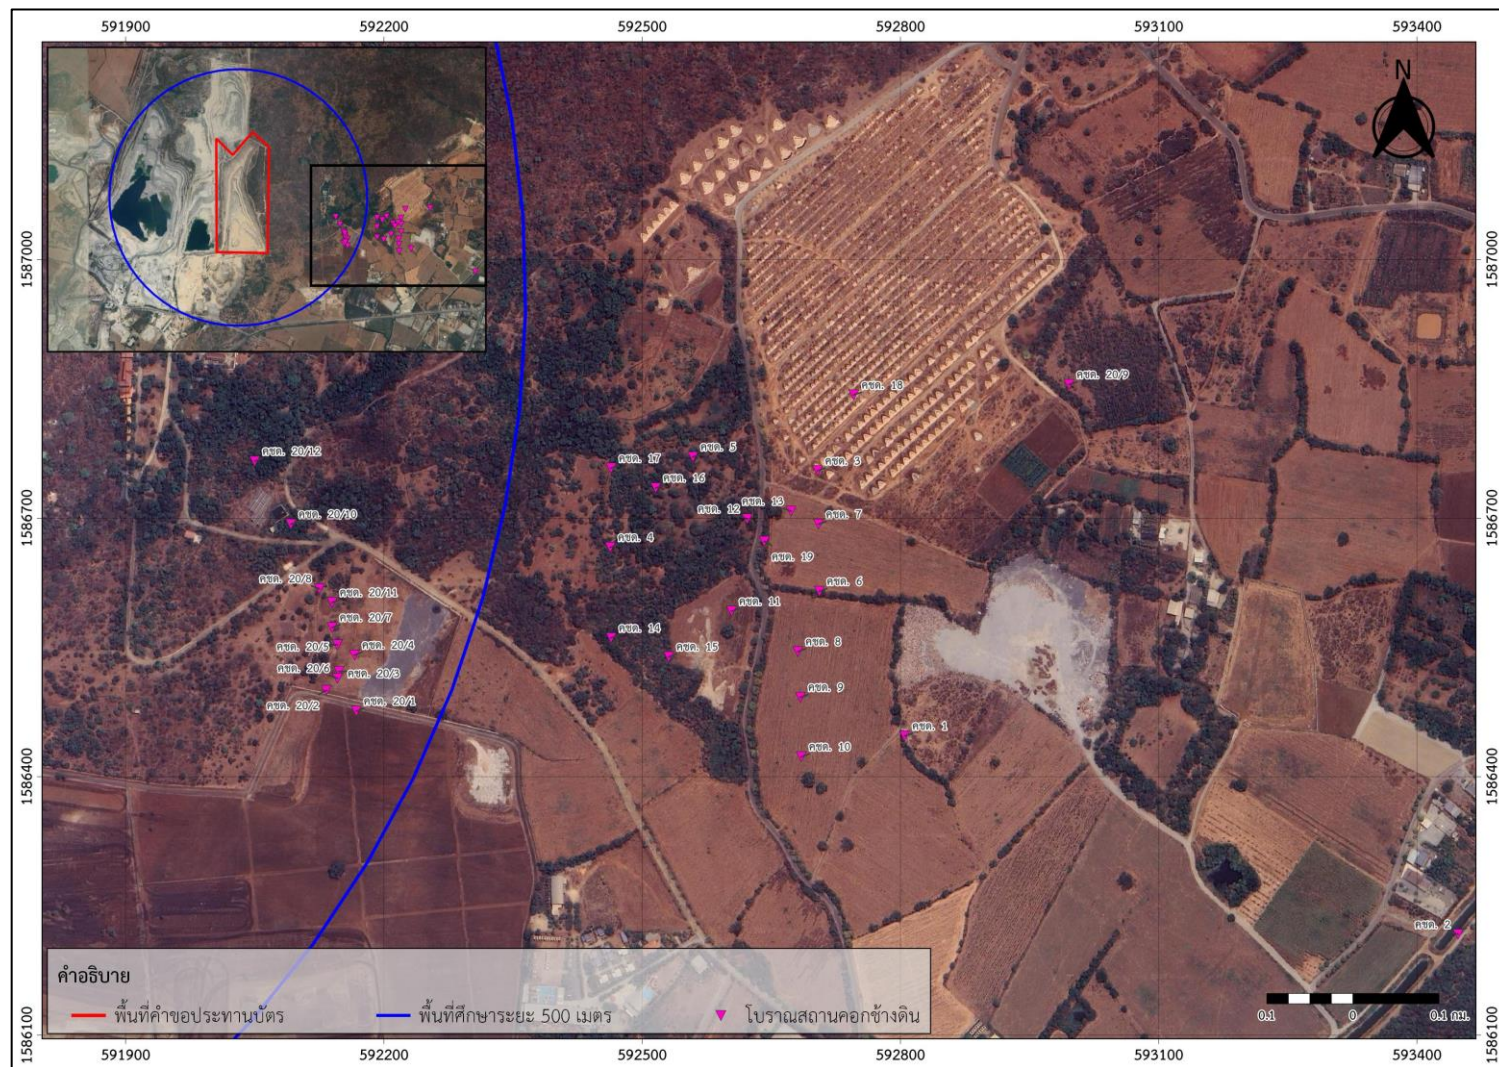 591900 592200 592500 592800 593100 593400
N
1587000 1587000
คชด. 20/9
คชด. 18
คชด. 5
คชด. 20/12
คชด. 17
คชด. 3
คชด. 16
คชด. 13
คชด. 12
คชด. 7
1586700 1586700
คชด. 20/10
คชด. 4
คชด. 19
คชด. 20/8
คชด. 20/11
คชด. 6
คชด. 11
คชด. 20/7
คชด. 14
คชด. 8
คชด. 20/5
คชด. 20/4
คชด. 15
คชด. 20/6
คชด. 20/3
คชด. 9
คชด. 20/2
คชด. 20/1
คชด. 1
คชด. 10
1586400 1586400
คชด. 2
คำอธิบาย
พื้นที่คำขอประทานบัตร พื้นที่ศึกษาระยะ 500 เมตร โบราณสถานคอกช้างดิน
0.1 0 0.1 กม.
1586100 1586100
591900 592200 592500 592800 593100 593400